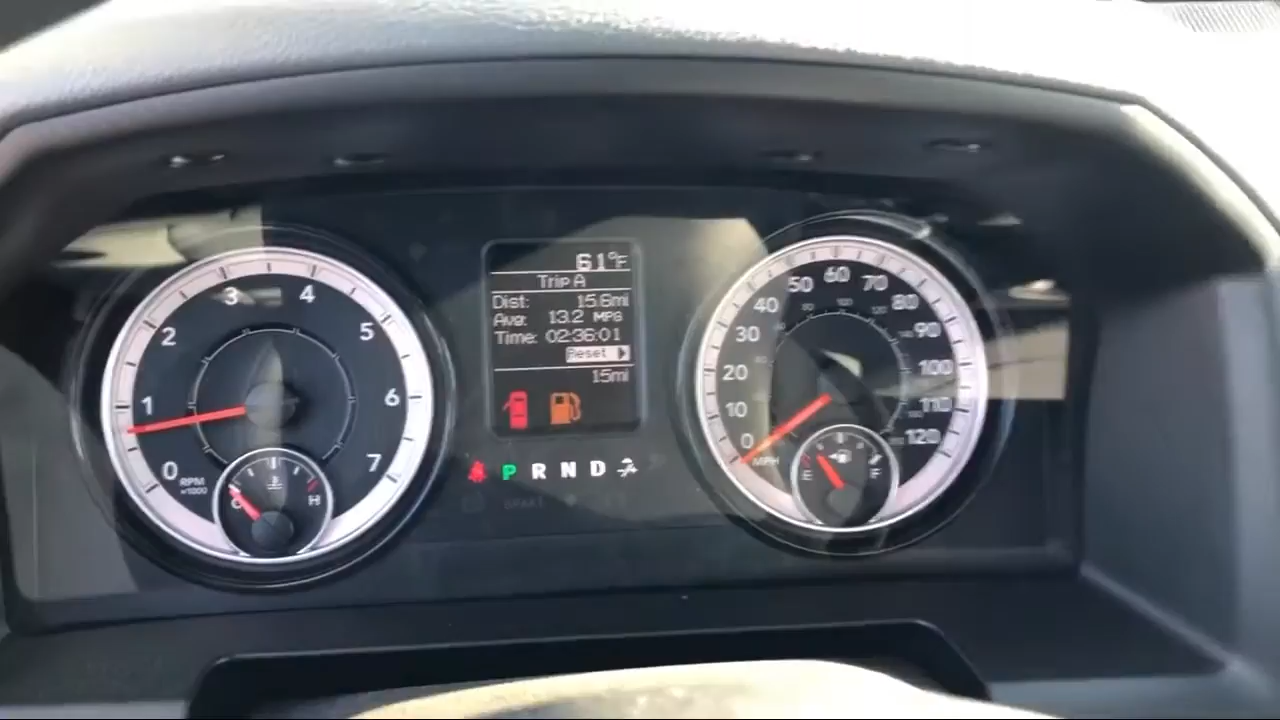 61°F
Trip A
Dist: 15.6mi
Avg: 13.2 MPG
Time: 02:36:01
Reset
15mi
P R N D
0 1 2 3 4 5 6 7
RPM
x1000
C H
0 10 20 30 40 50 60 70 80 90 100 110 120
MPH
E F